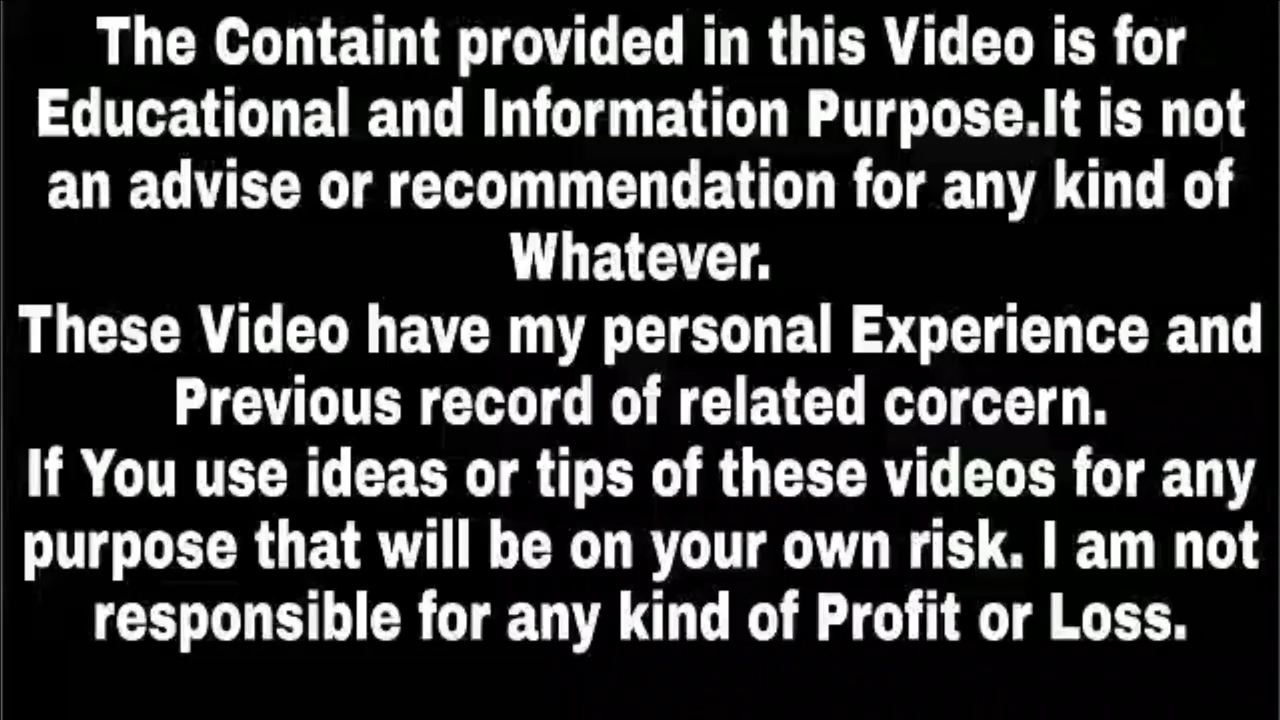 The Containt provided in this Video is for
Educational and Information Purpose.It is not
an advise or recommendation for any kind of
Whatever.
These Video have my personal Experience and
Previous record of related corcern.
If You use ideas or tips of these videos for any
purpose that will be on your own risk. I am not
responsible for any kind of Profit or Loss.